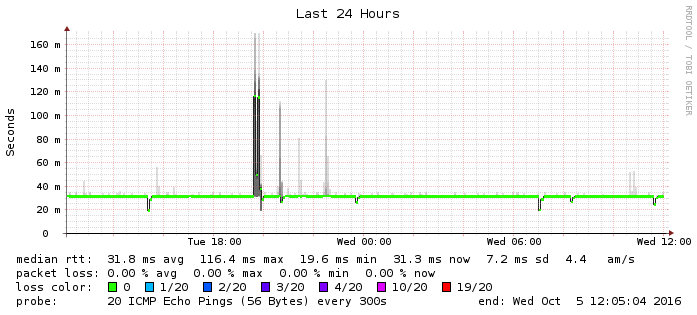 Last 24 Hours
RRDTOOL / TOBI OETIKER
Seconds
160 m
140 m
120 m
100 m
80 m
60 m
40 m
20 m
0
Tue 18:00 Wed 00:00 Wed 06:00 Wed 12:00
median rtt: 31.8 ms avg 116.4 ms max 19.6 ms min 31.3 ms now 7.2 ms sd 4.4 am/s
packet loss: 0.00 % avg 0.00 % max 0.00 % min 0.00 % now
loss color: 0 1/20 2/20 3/20 4/20 10/20 19/20
probe: 20 ICMP Echo Pings (56 Bytes) every 300s end: Wed Oct 5 12:05:04 2016